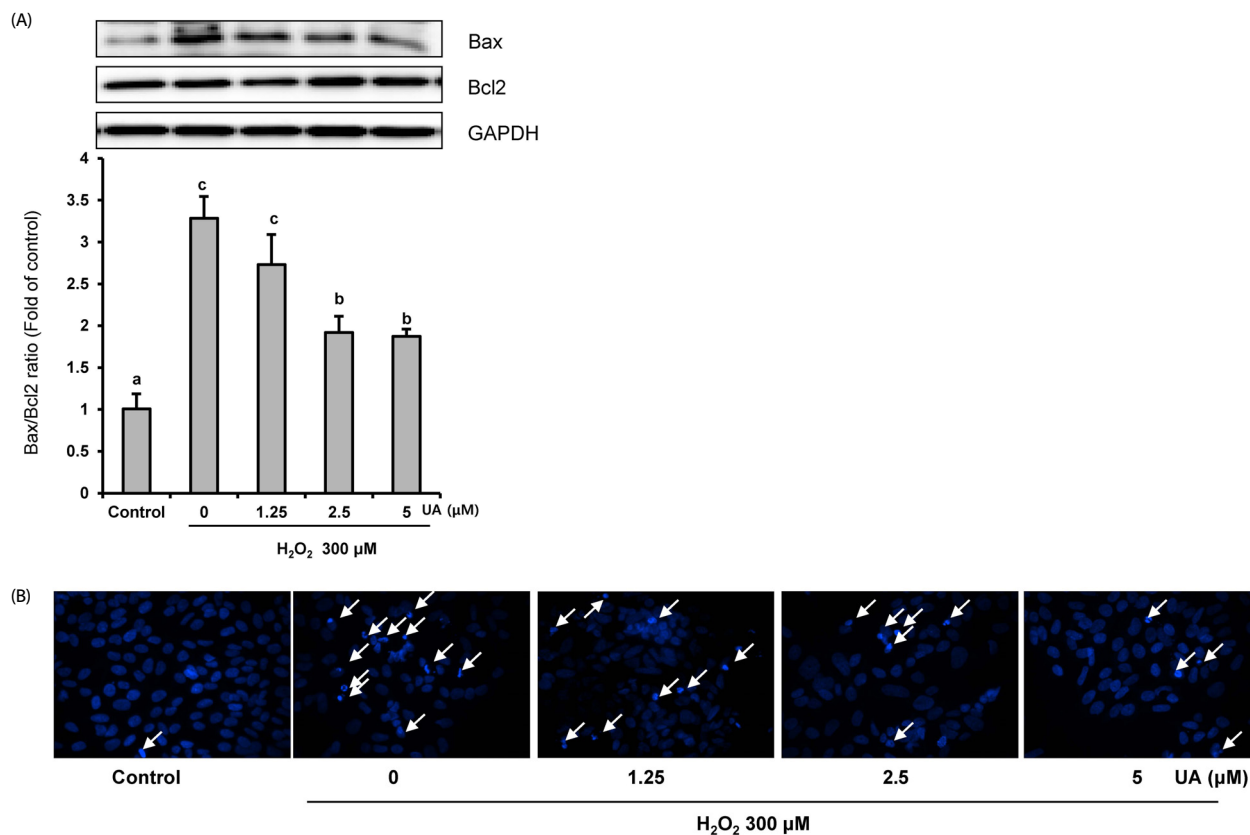 (A)
Bax
Bcl2
GAPDH
Bax/Bcl2 ratio (Fold of control)
4
3.5
3
2.5
2
1.5
1
0.5
0
a
c
c
b
b
Control 0 1.25 2.5 5 UA (μM)
H₂O₂ 300 μM
(B)
Control 0 1.25 2.5 5 UA (μM)
H₂O₂ 300 μM